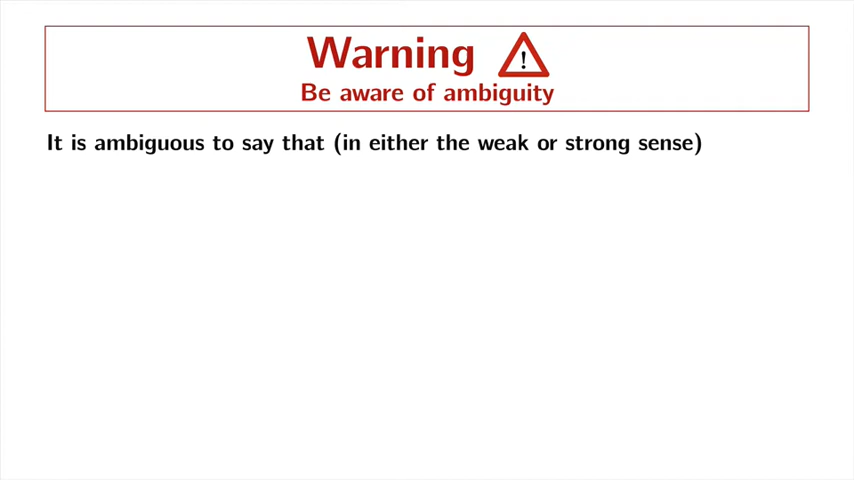 Warning !
Be aware of ambiguity
It is ambiguous to say that (in either the weak or strong sense)